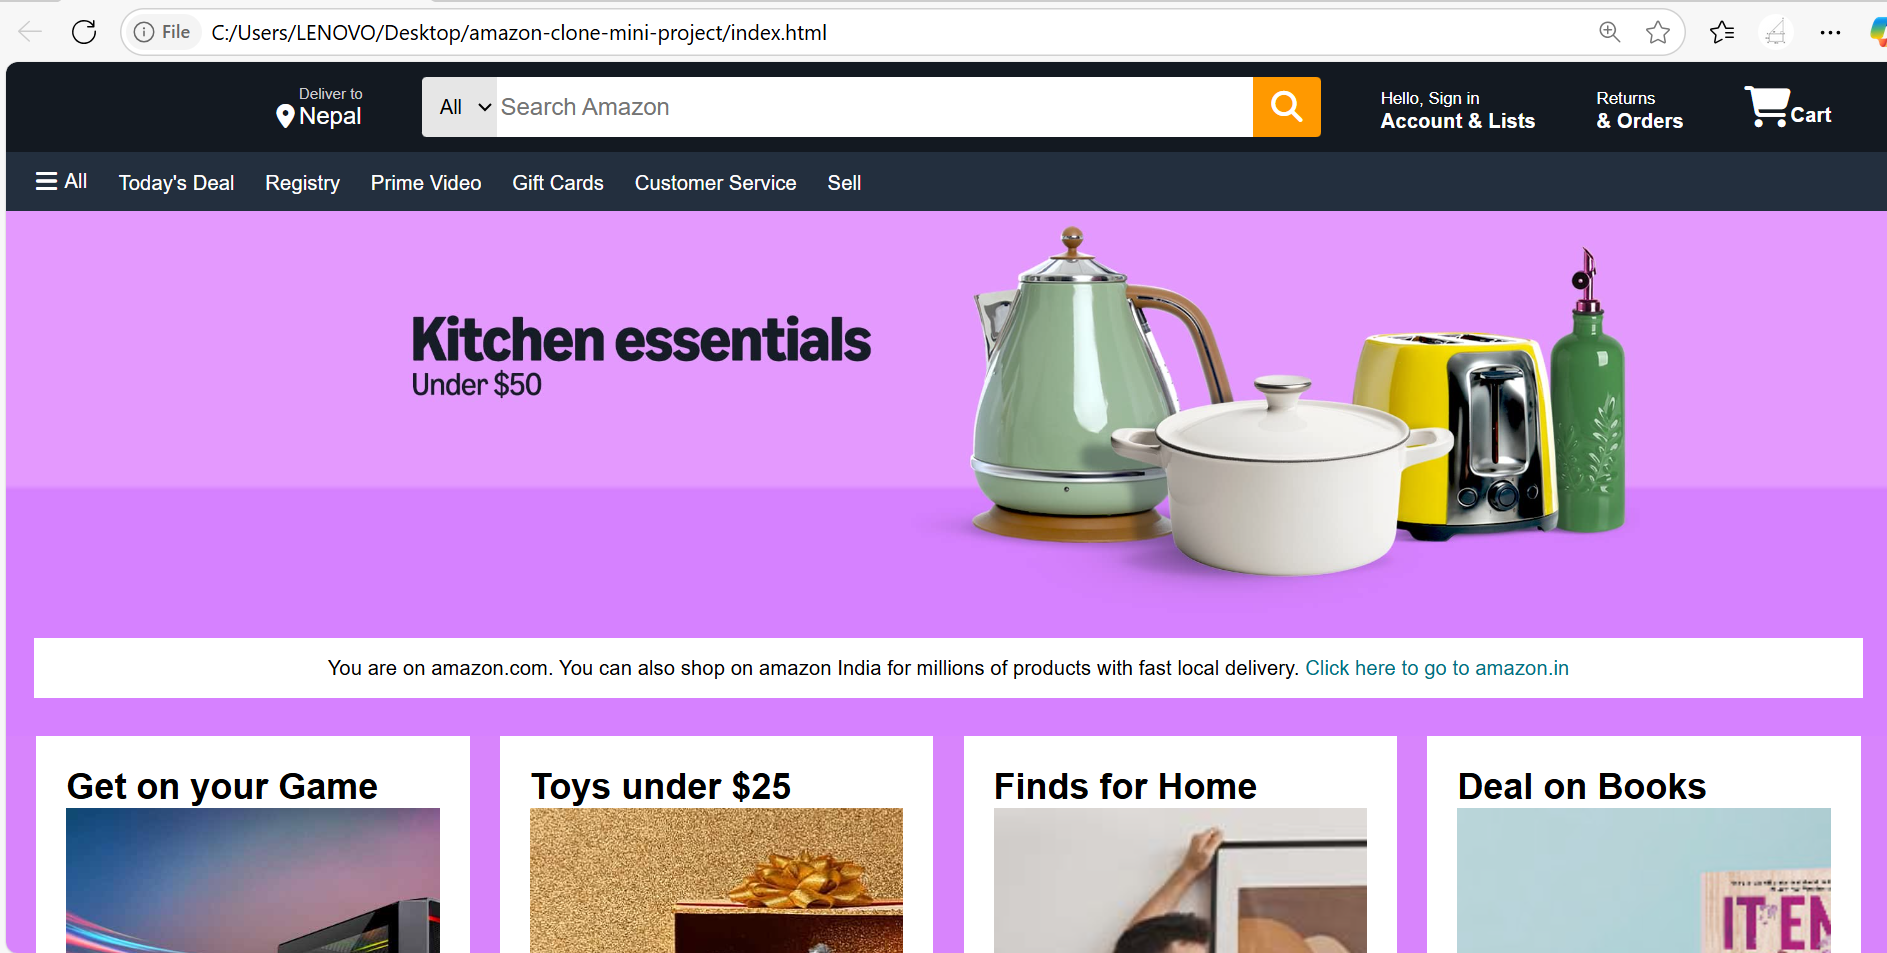 File C:/Users/LENOVO/Desktop/amazon-clone-mini-project/index.html
Deliver to
Nepal
All Search Amazon
Hello, Sign in
Account & Lists
Returns
& Orders
Cart
All Today's Deal Registry Prime Video Gift Cards Customer Service Sell
Kitchen essentials
Under $50
You are on amazon.com. You can also shop on amazon India for millions of products with fast local delivery. Click here to go to amazon.in
Get on your Game Toys under $25 Finds for Home Deal on Books
IT EN